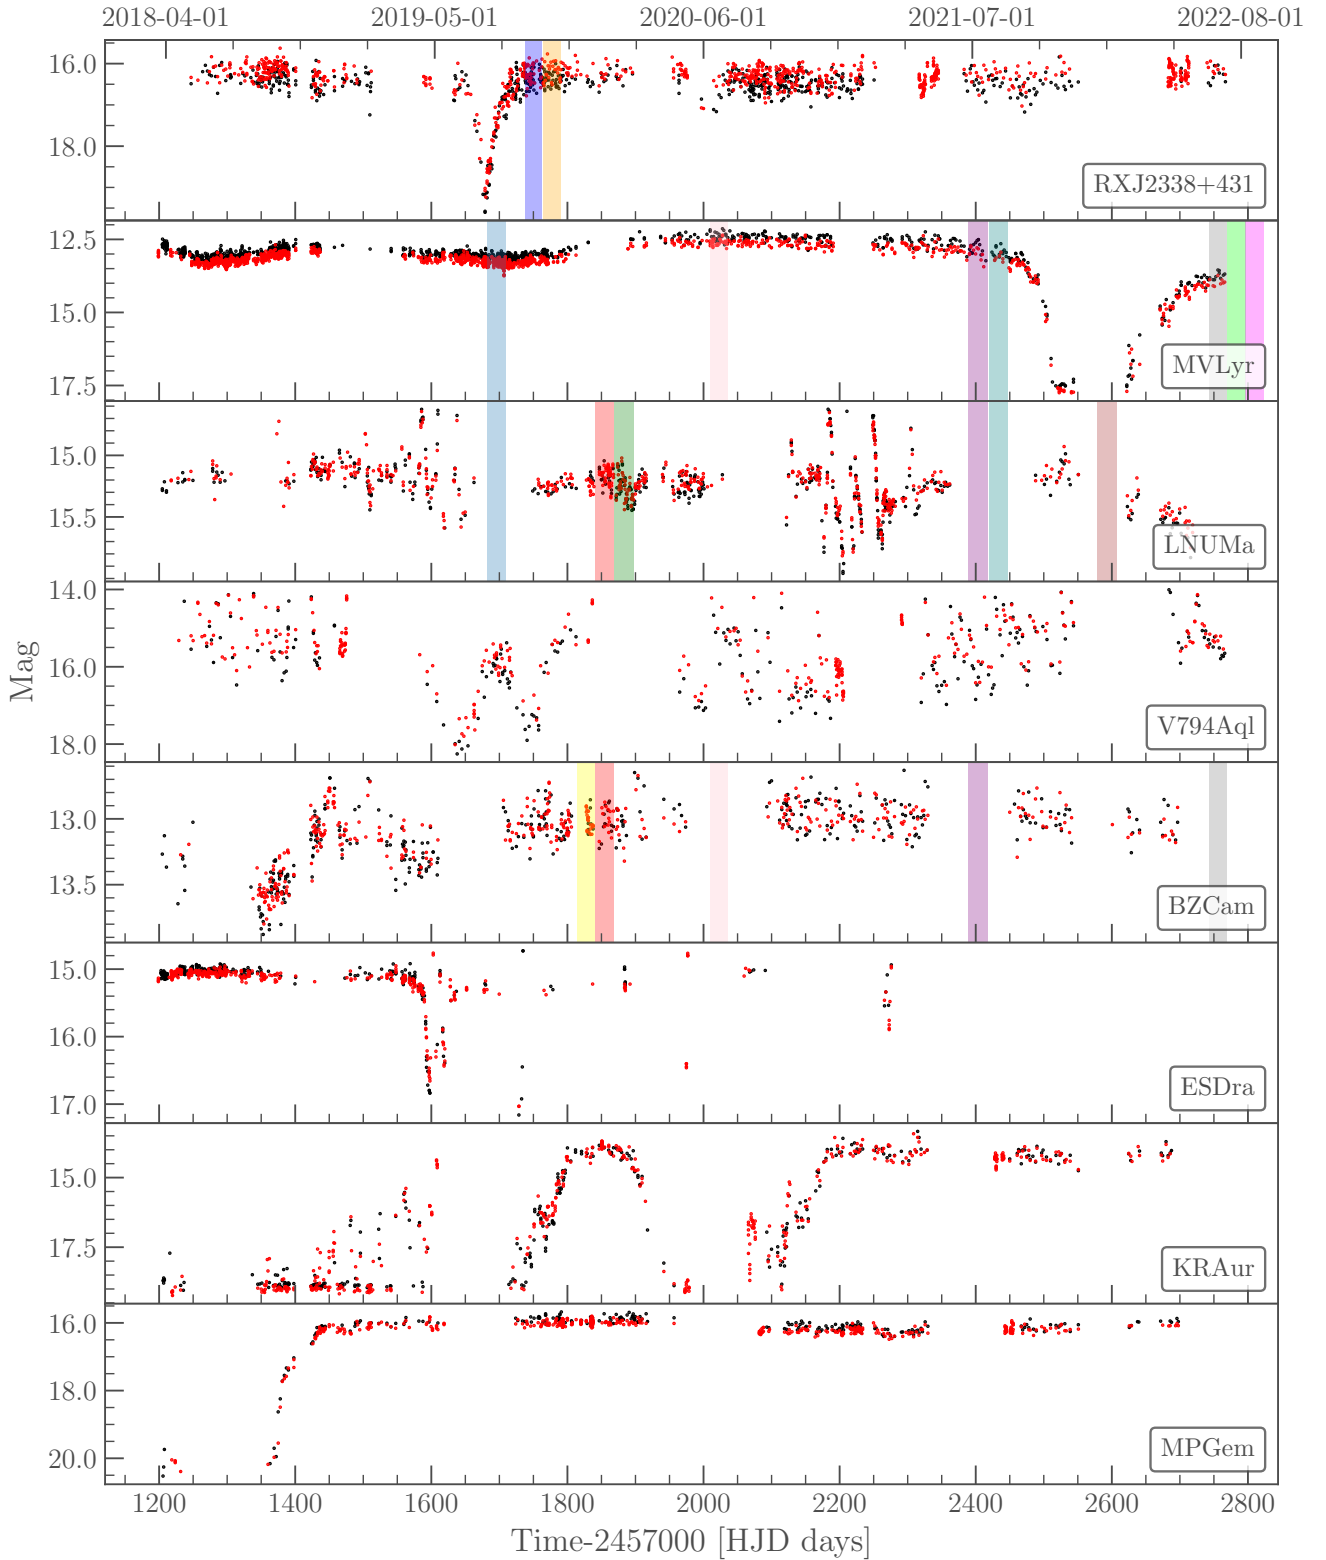 2018-04-01 2019-05-01 2020-06-01 2021-07-01 2022-08-01
16.0
18.0
RXJ2338+431
12.5
15.0
17.5
MVLyr
15.0
15.5
LNUMa
14.0
16.0
18.0
V794Aql
Mag
13.0
13.5
BZCam
15.0
16.0
17.0
ESDra
15.0
17.5
KRAur
16.0
18.0
20.0
MPGem
1200 1400 1600 1800 2000 2200 2400 2600 2800
Time-2457000 [HJD days]